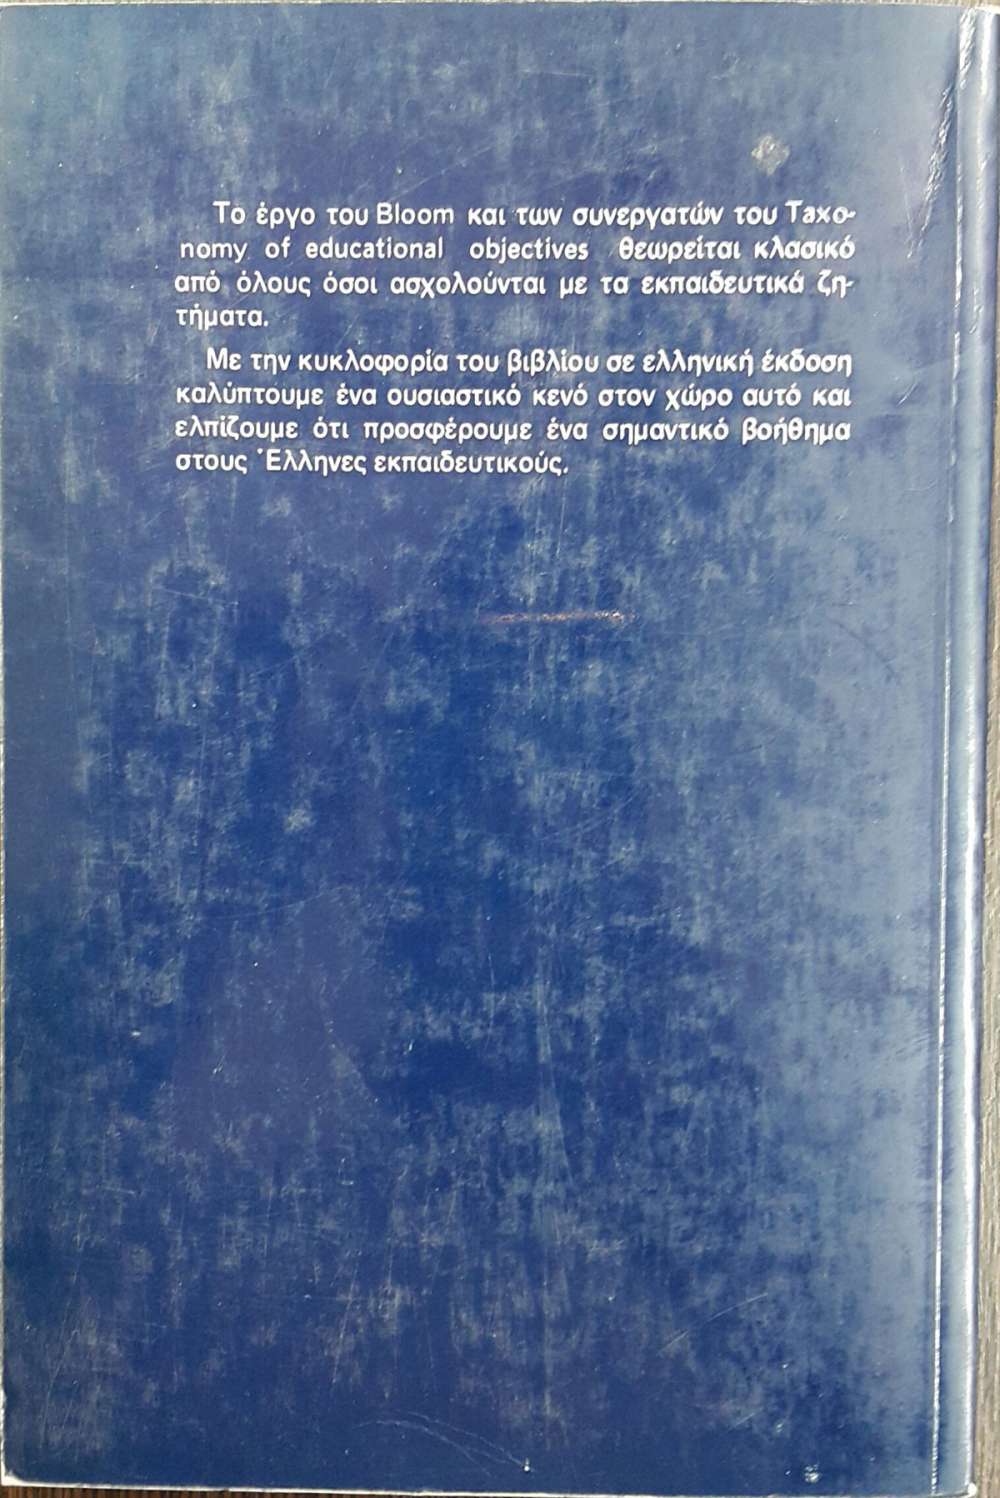 Το έργο του Bloom και των συνεργατών του Taxo-
nomy of educational objectives θεωρείται κλασικό
από όλους όσοι ασχολούνται με τα εκπαιδευτικά ζη-
τήματα.
Με την κυκλοφορία του βιβλίου σε ελληνική έκδοση
καλύπτουμε ένα ουσιαστικό κενό στον χώρο αυτό και
ελπίζουμε ότι προσφέρουμε ένα σημαντικό βοήθημα
στους Έλληνες εκπαιδευτικούς.